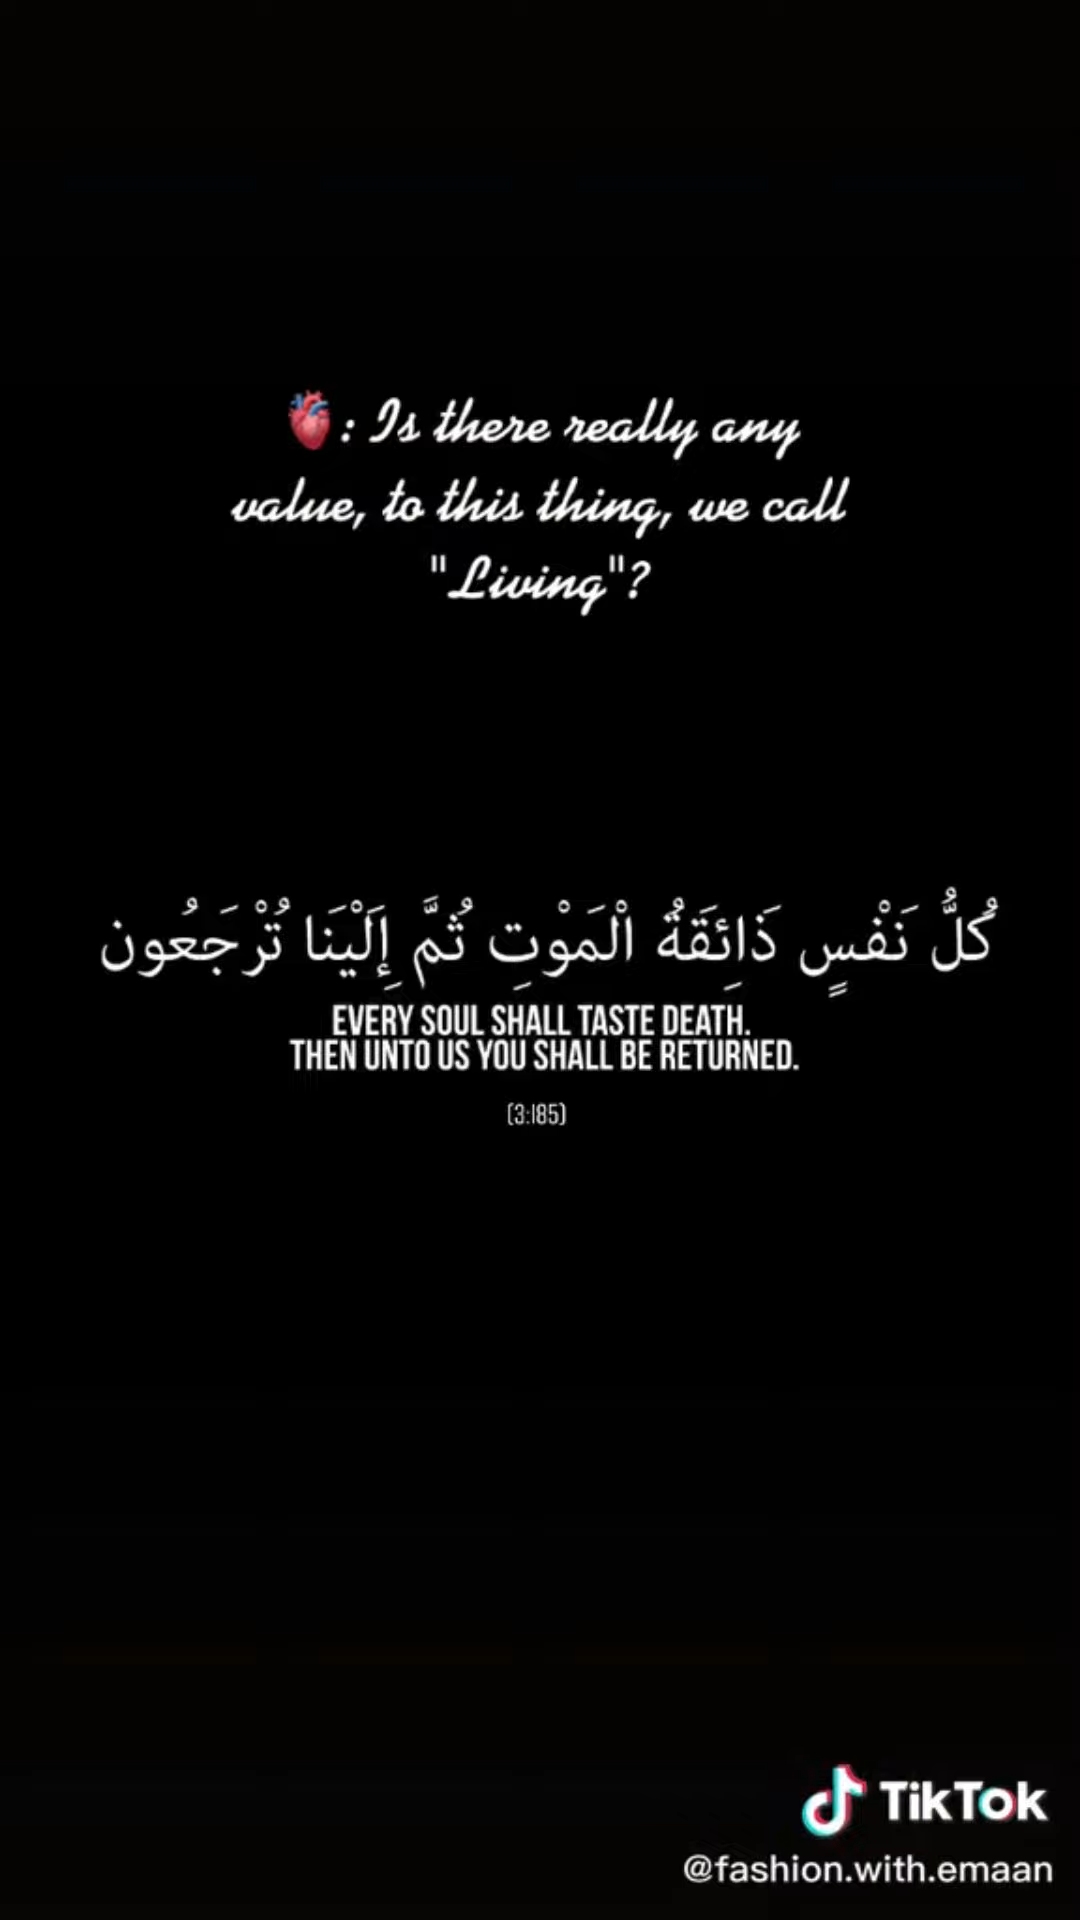 🫀: Is there really any
value, to this thing, we call
"Living"?
كُلُّ نَفْسٍ ذَائِقَةُ الْمَوْتِ ثُمَّ إِلَيْنَا تُرْجَعُون
EVERY SOUL SHALL TASTE DEATH.
THEN UNTO US YOU SHALL BE RETURNED.
(3:185)
TikTok
@fashion.with.emaan